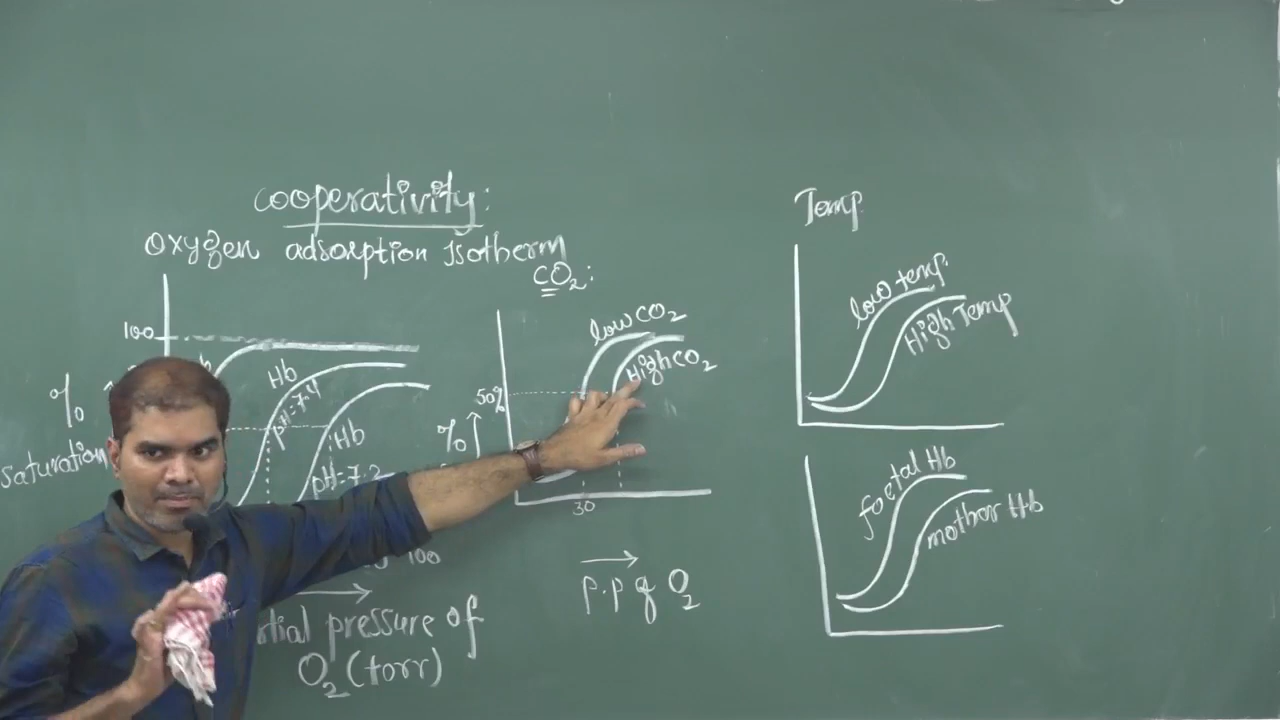 cooperativity:
Oxygen adsorption Isotherm
100
Hb
pH=7.4
Hb
pH=7.2
%
saturation
100
pressure of
O₂ (torr)
CO₂:
low CO₂
High CO₂
50%
%
30
p.p of O₂
Temp.
low temp.
High Temp
foetal Hb
mother Hb